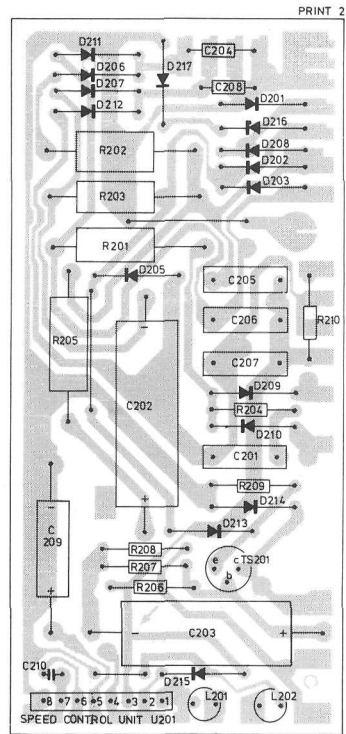 PRINT 2
D211
D206
D207
D212
D217
C204
C208
D201
D216
D208
D202
D203
R202
R203
R201
D205
R205
C202
−
+
C205
C206
C207
R210
D209
R204
D210
C201
R209
D214
D213
C
209
−
+
R208
R207
R206
e
c
b
TS201
−
C203
+
C210
D215
8 7 6 5 4 3 2 1
L201
L202
SPEED CONTROL UNIT U201